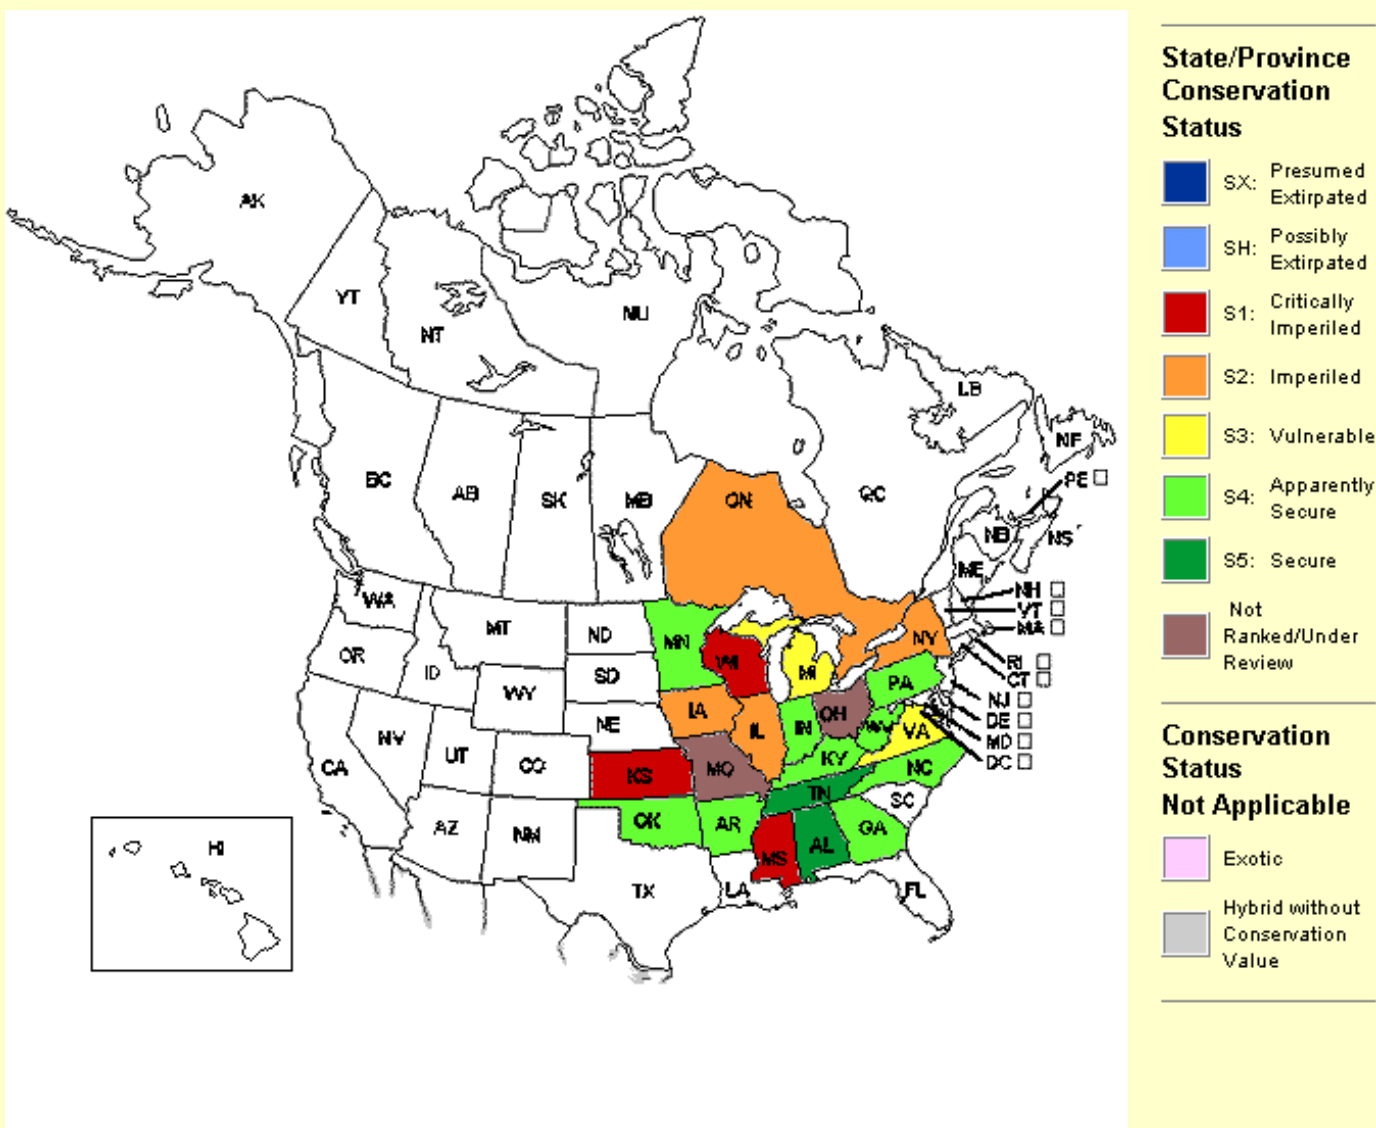 AK
YT
NT
NU
LB
NF
BC
AB
SK
MB
ON
QC
PE
NB
NS
ME
NH
VT
MA
RI
CT
NJ
DE
MD
DC
WA
MT
ND
MN
OR
ID
SD
WY
WI
MI
NY
PA
NE
IA
IL
IN
OH
WV
VA
NV
UT
CO
CA
KS
MO
KY
NC
TN
SC
AZ
NM
OK
AR
MS
AL
GA
TX
LA
FL
HI
State/Province
Conservation
Status
SX: Presumed
Extirpated
SH: Possibly
Extirpated
S1: Critically
Imperiled
S2: Imperiled
S3: Vulnerable
S4: Apparently
Secure
S5: Secure
Not
Ranked/Under
Review
Conservation
Status
Not Applicable
Exotic
Hybrid without
Conservation
Value